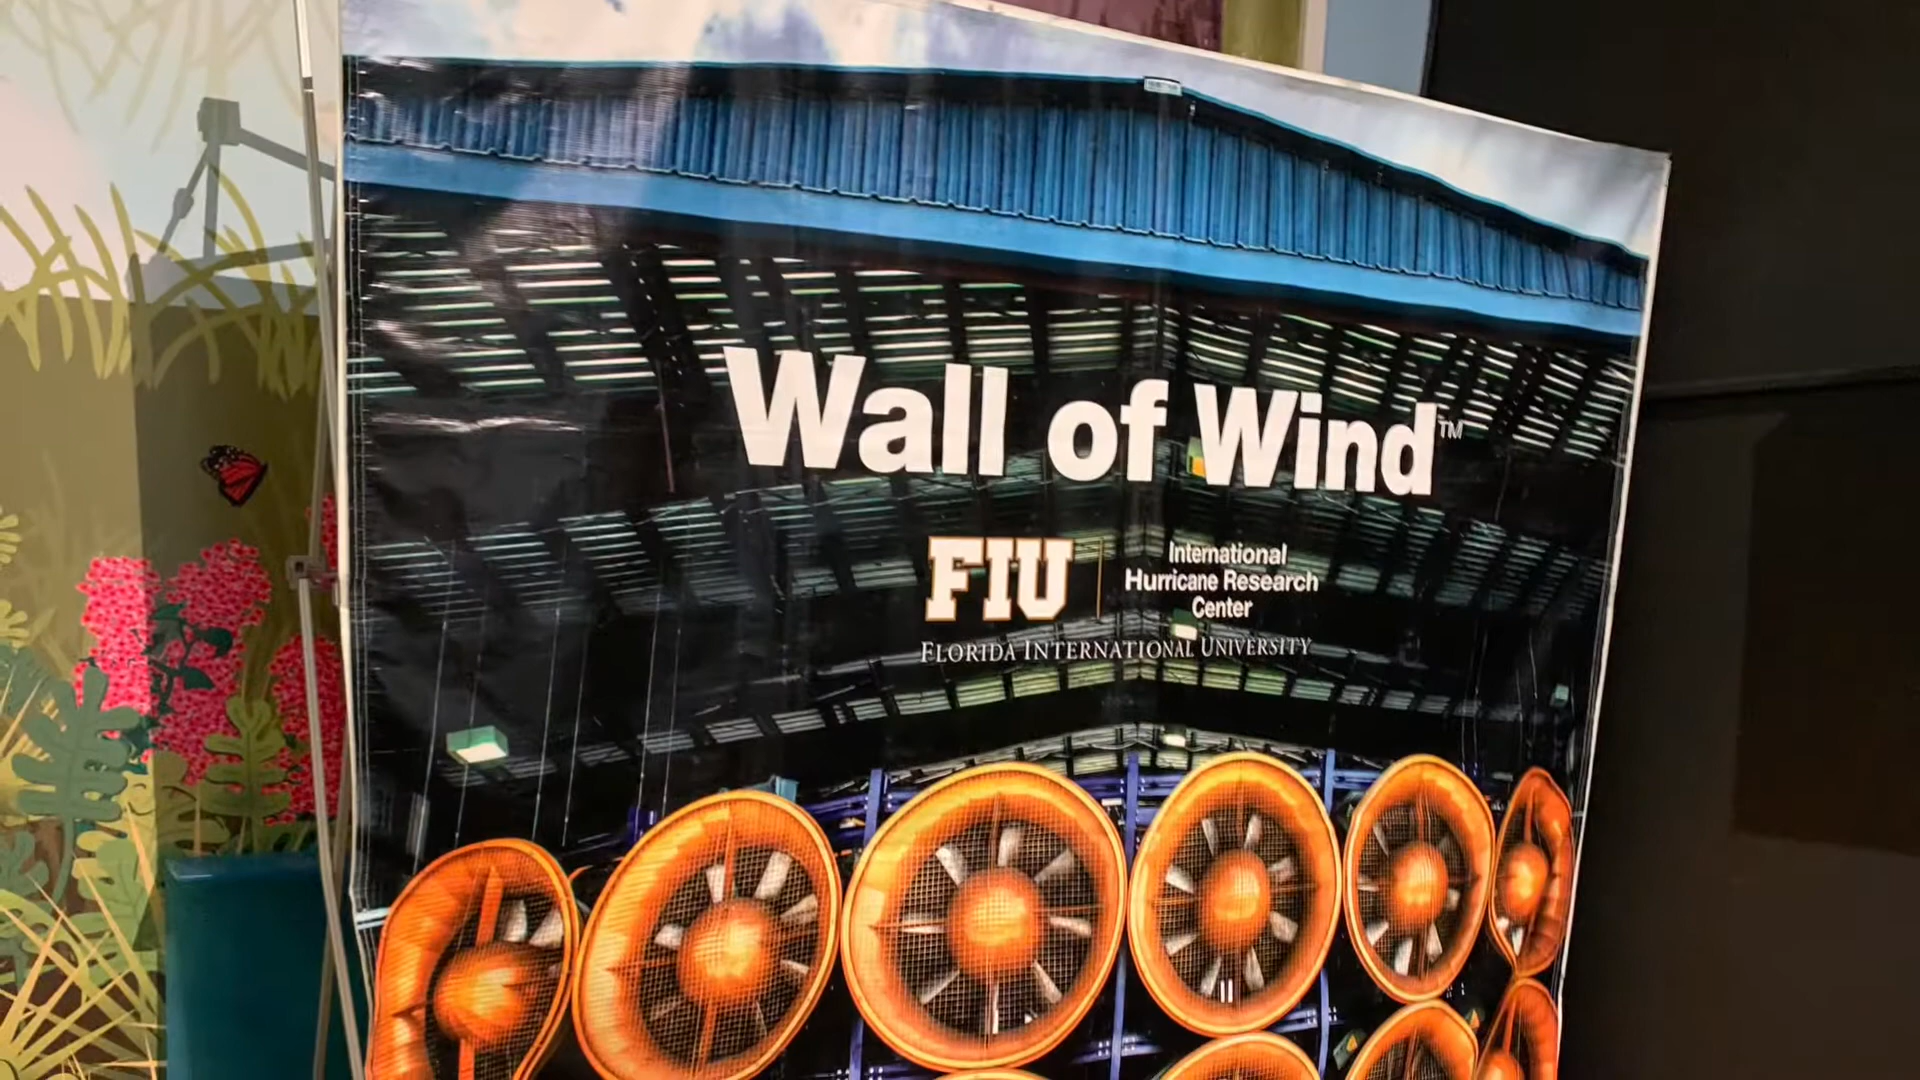 Wall of Wind™
FIU
International
Hurricane Research
Center
FLORIDA INTERNATIONAL UNIVERSITY